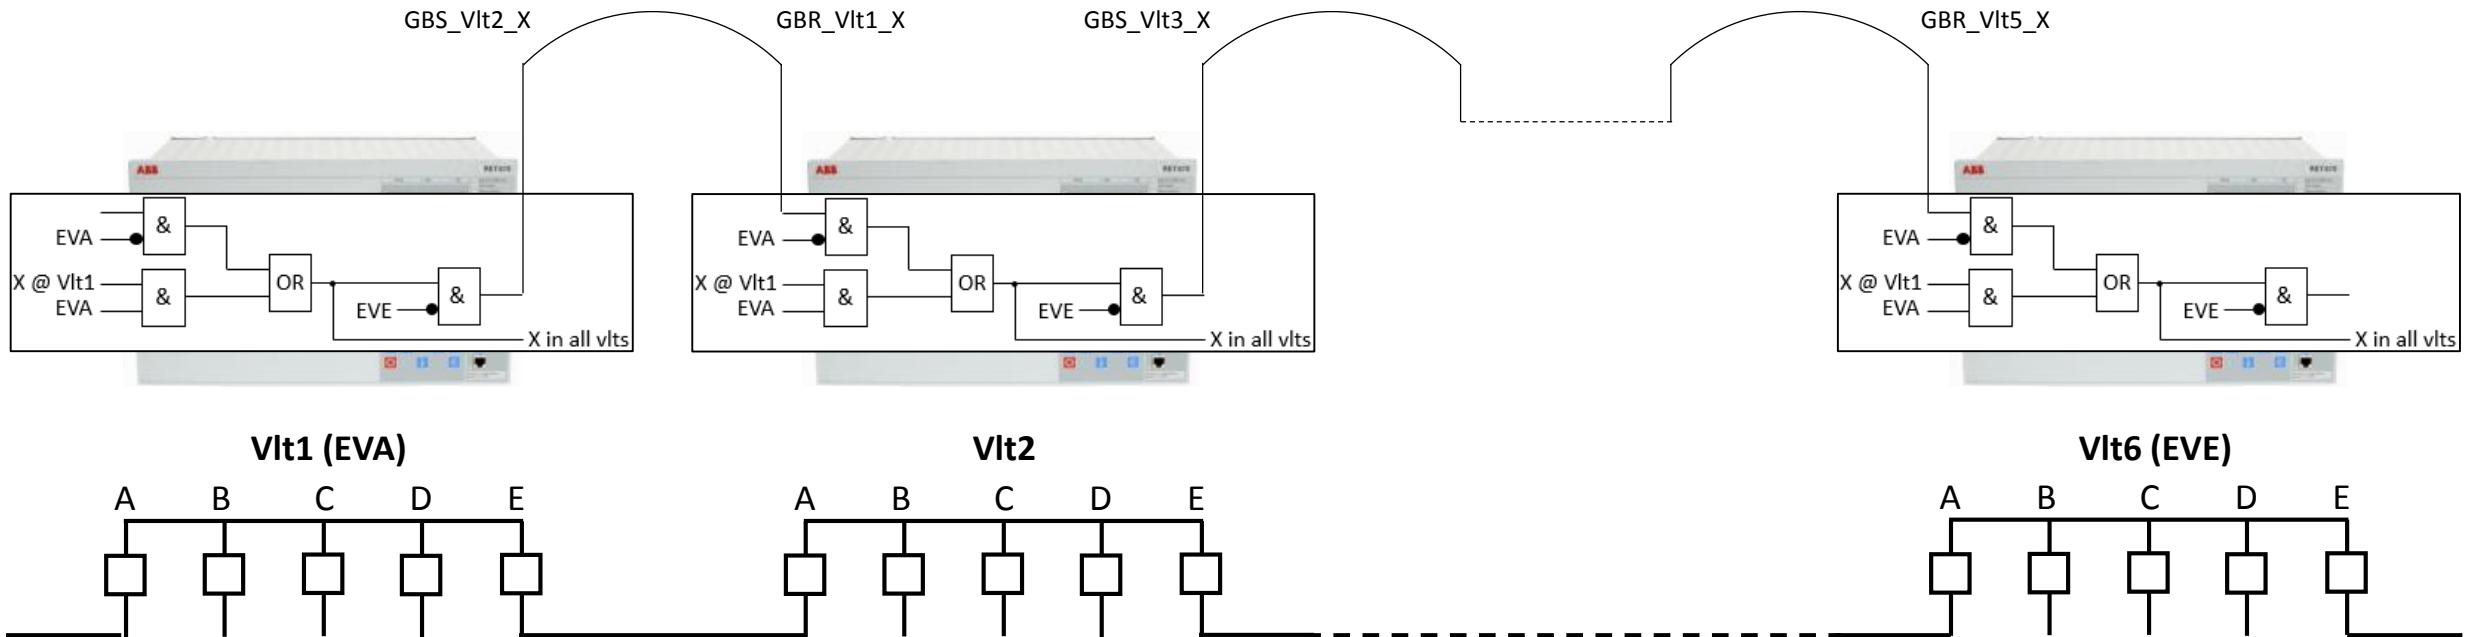 GBS_Vlt2_X
GBR_Vlt1_X
GBS_Vlt3_X
GBR_Vlt5_X
ABB
ABB
ABB
&
EVA
X @ Vlt1
EVA
&
OR
EVE
&
X in all vlts
&
EVA
X @ Vlt1
EVA
&
OR
EVE
&
X in all vlts
&
EVA
X @ Vlt1
EVA
&
OR
EVE
&
X in all vlts
Vlt1 (EVA)
Vlt2
Vlt6 (EVE)
A B C D E
A B C D E
A B C D E